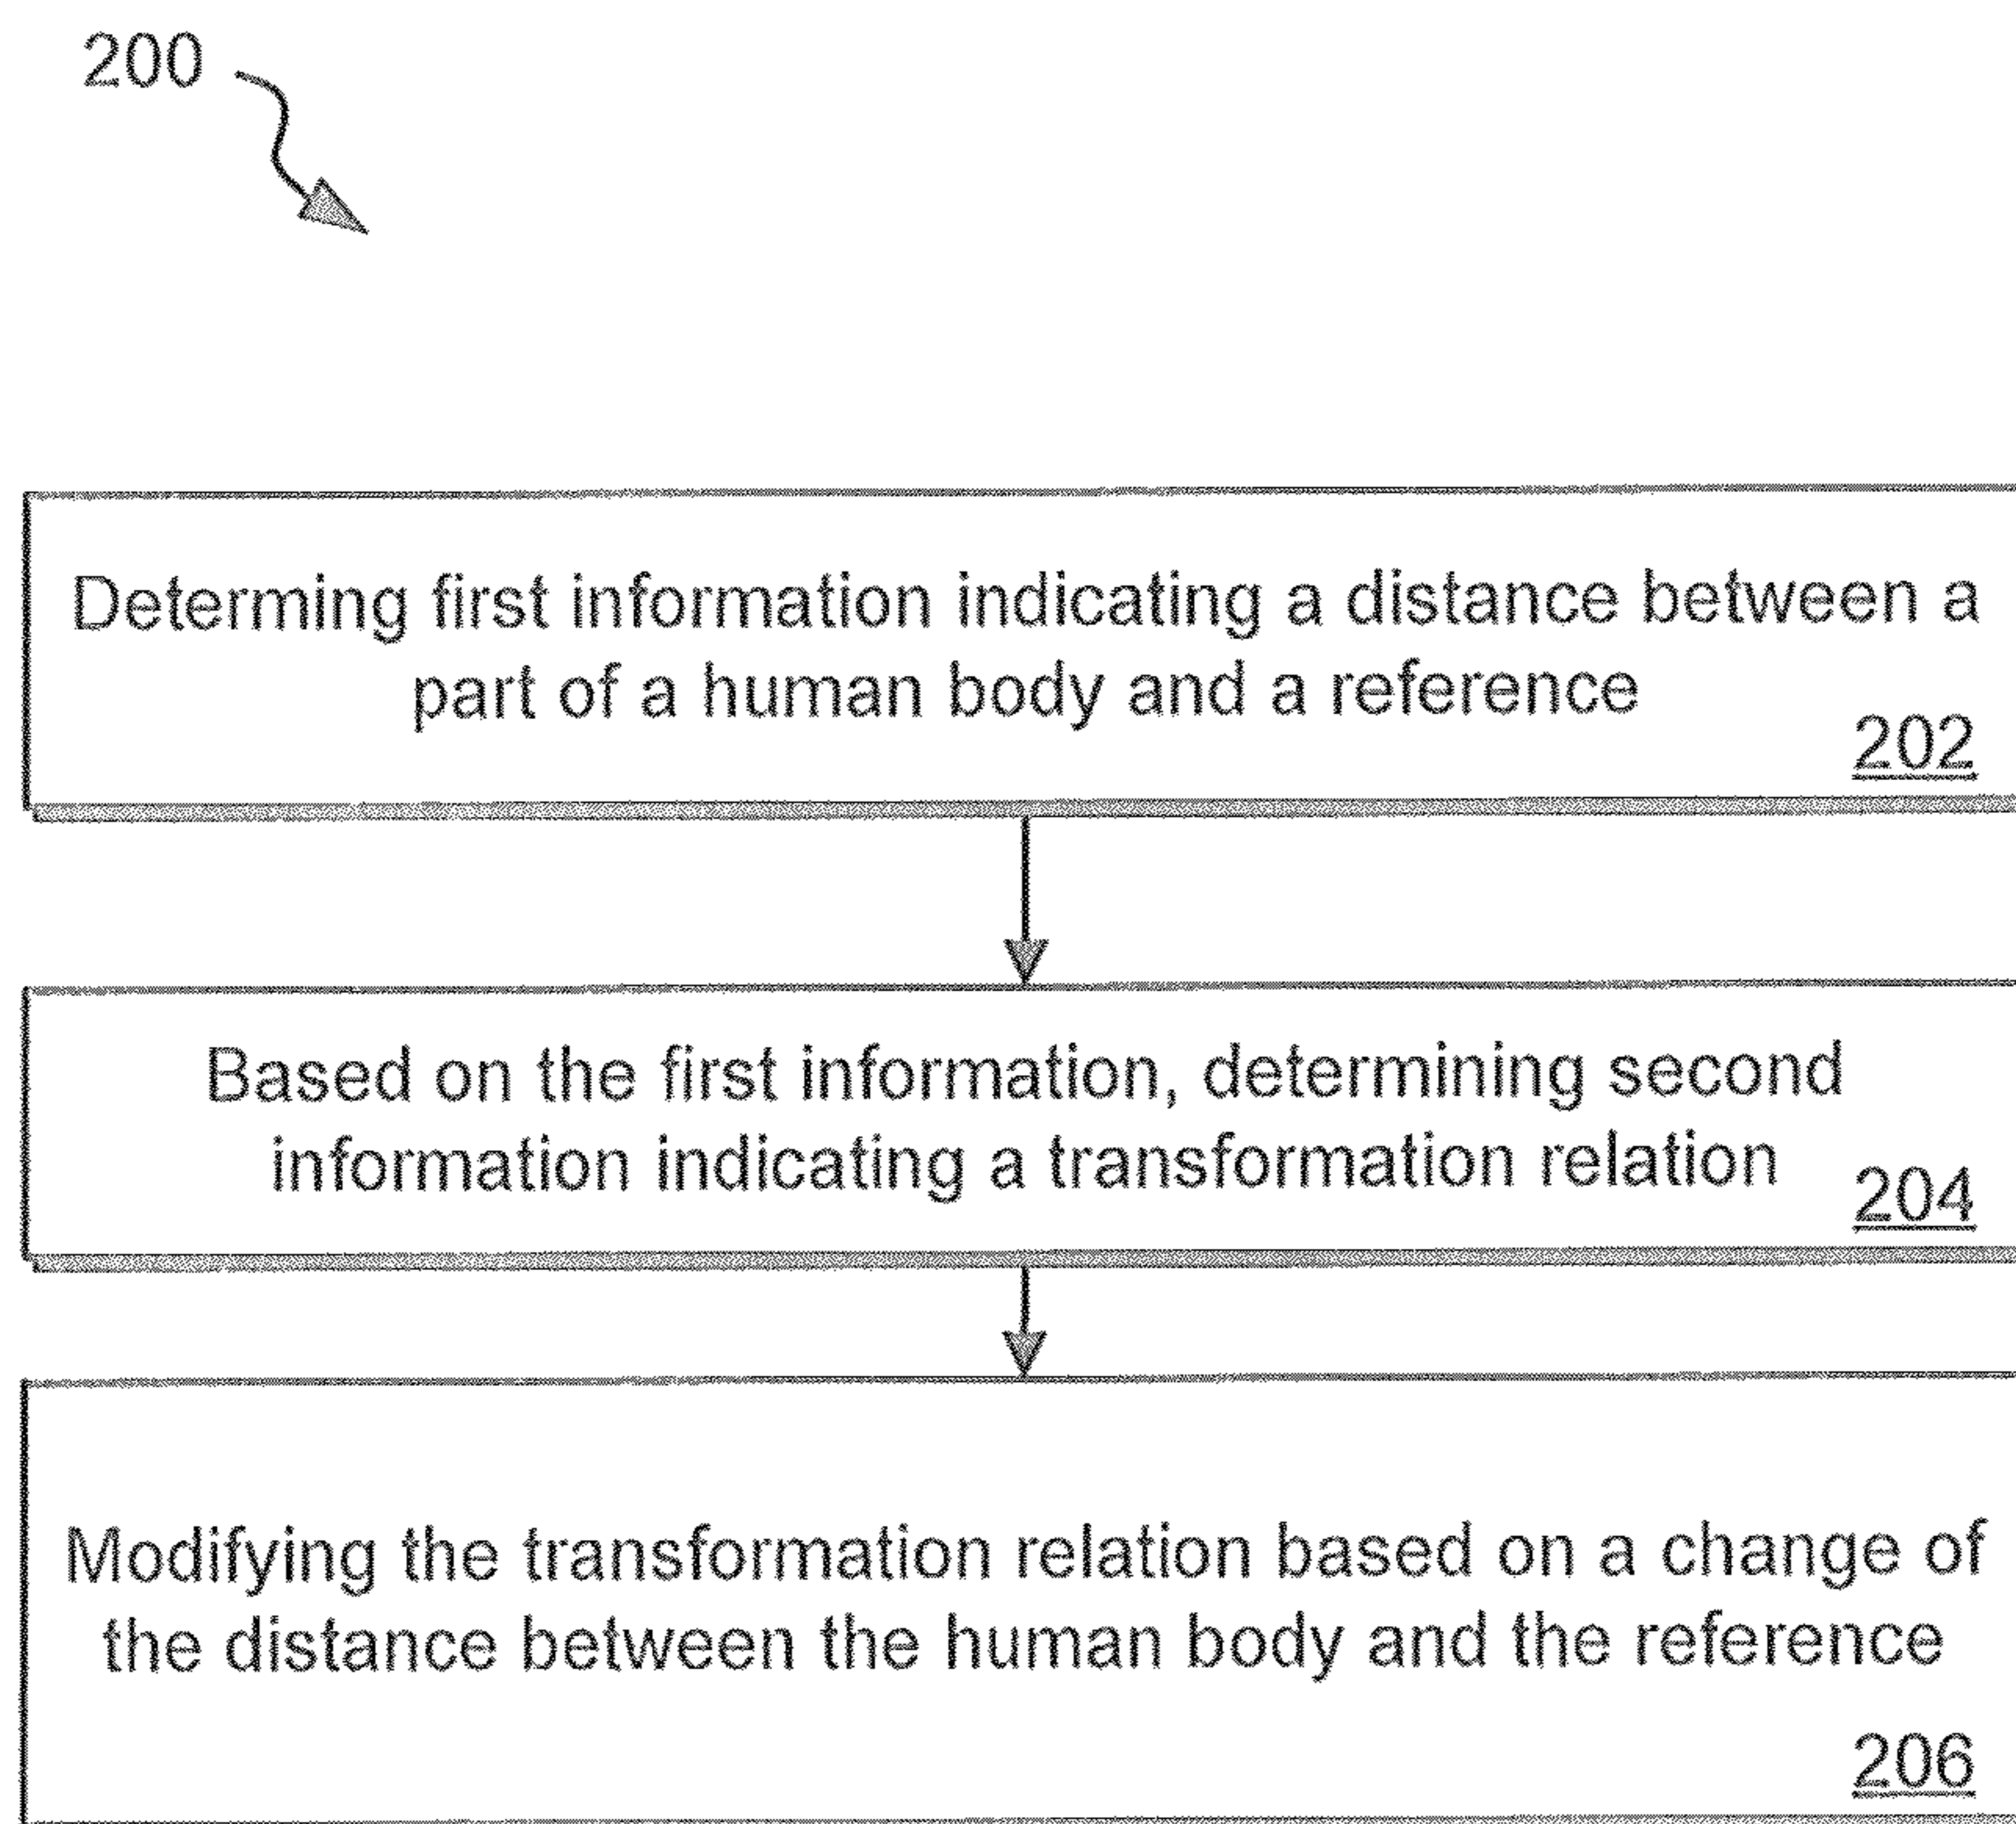 200
Determing first information indicating a distance between a
part of a human body and a reference
202
Based on the first information, determining second
information indicating a transformation relation
204
Modifying the transformation relation based on a change of
the distance between the human body and the reference
206